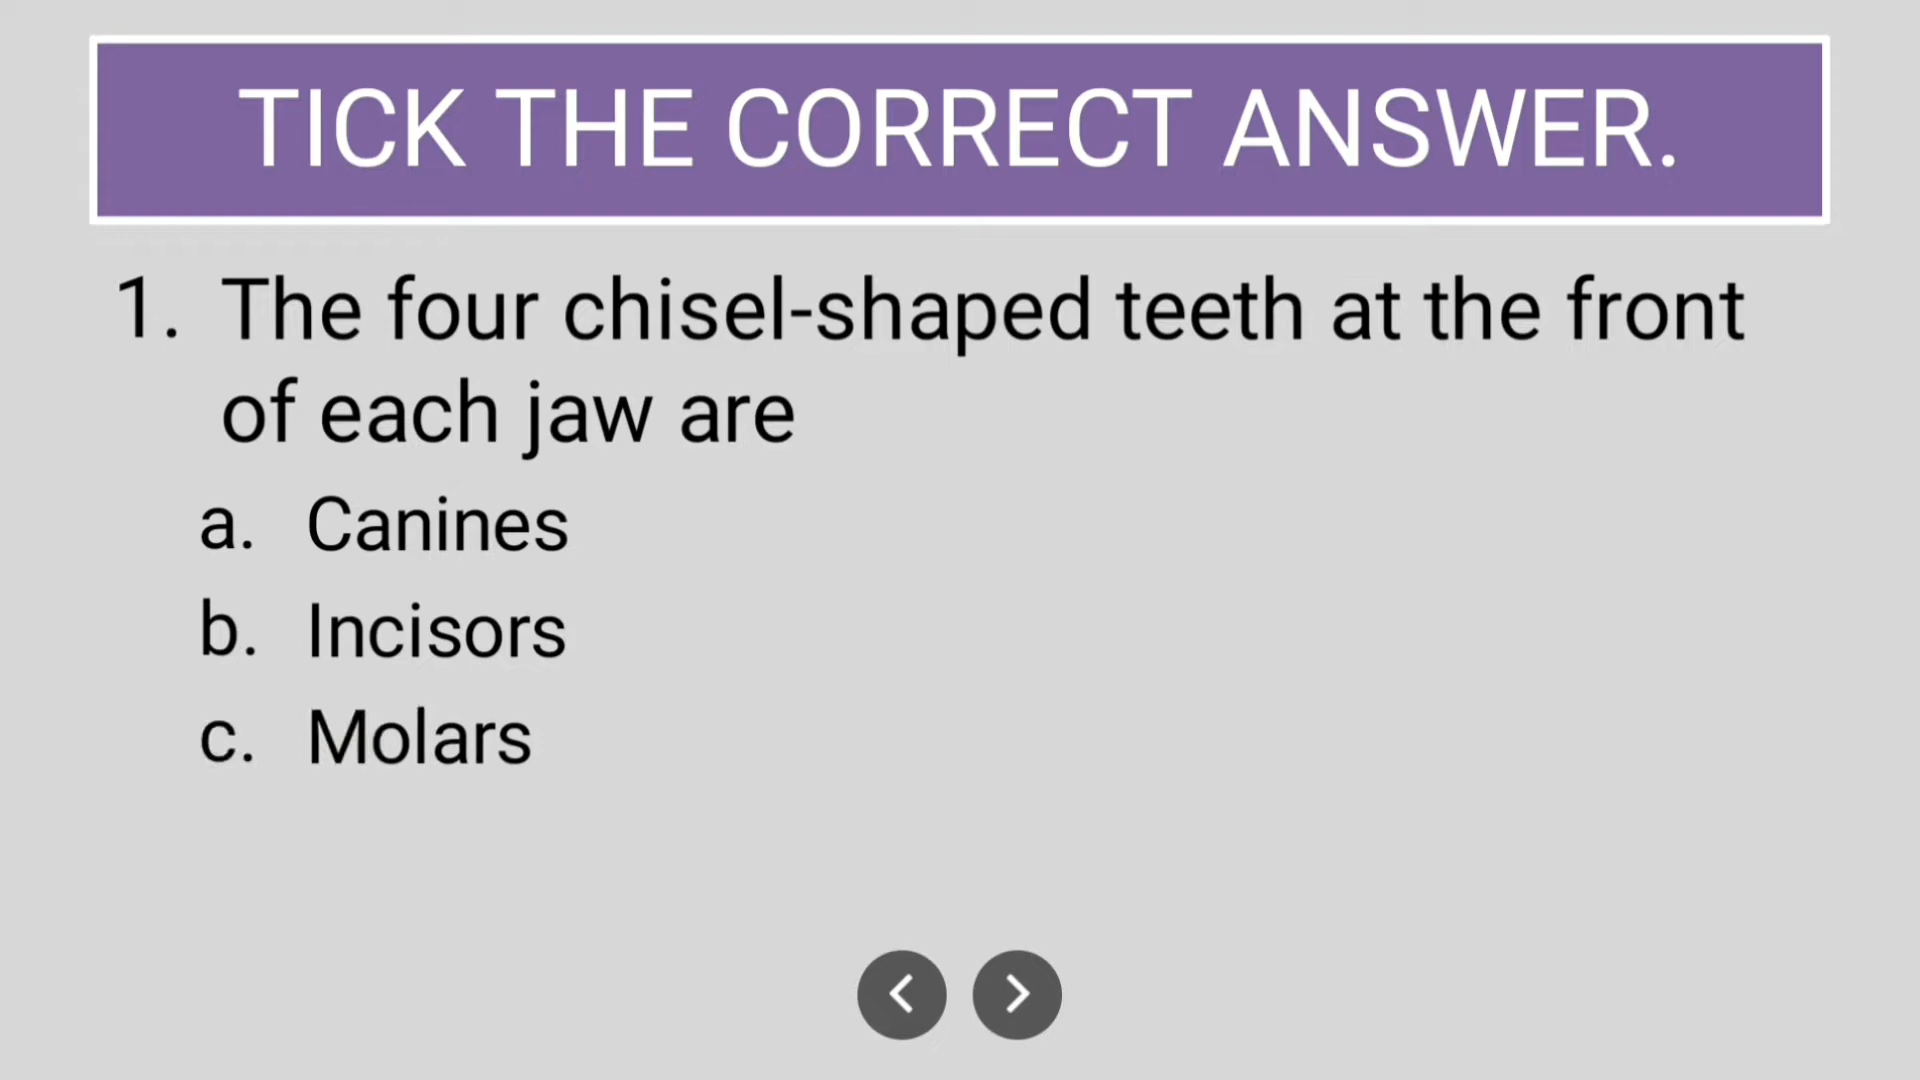 TICK THE CORRECT ANSWER.
1. The four chisel-shaped teeth at the front
of each jaw are
a. Canines
b. Incisors
c. Molars